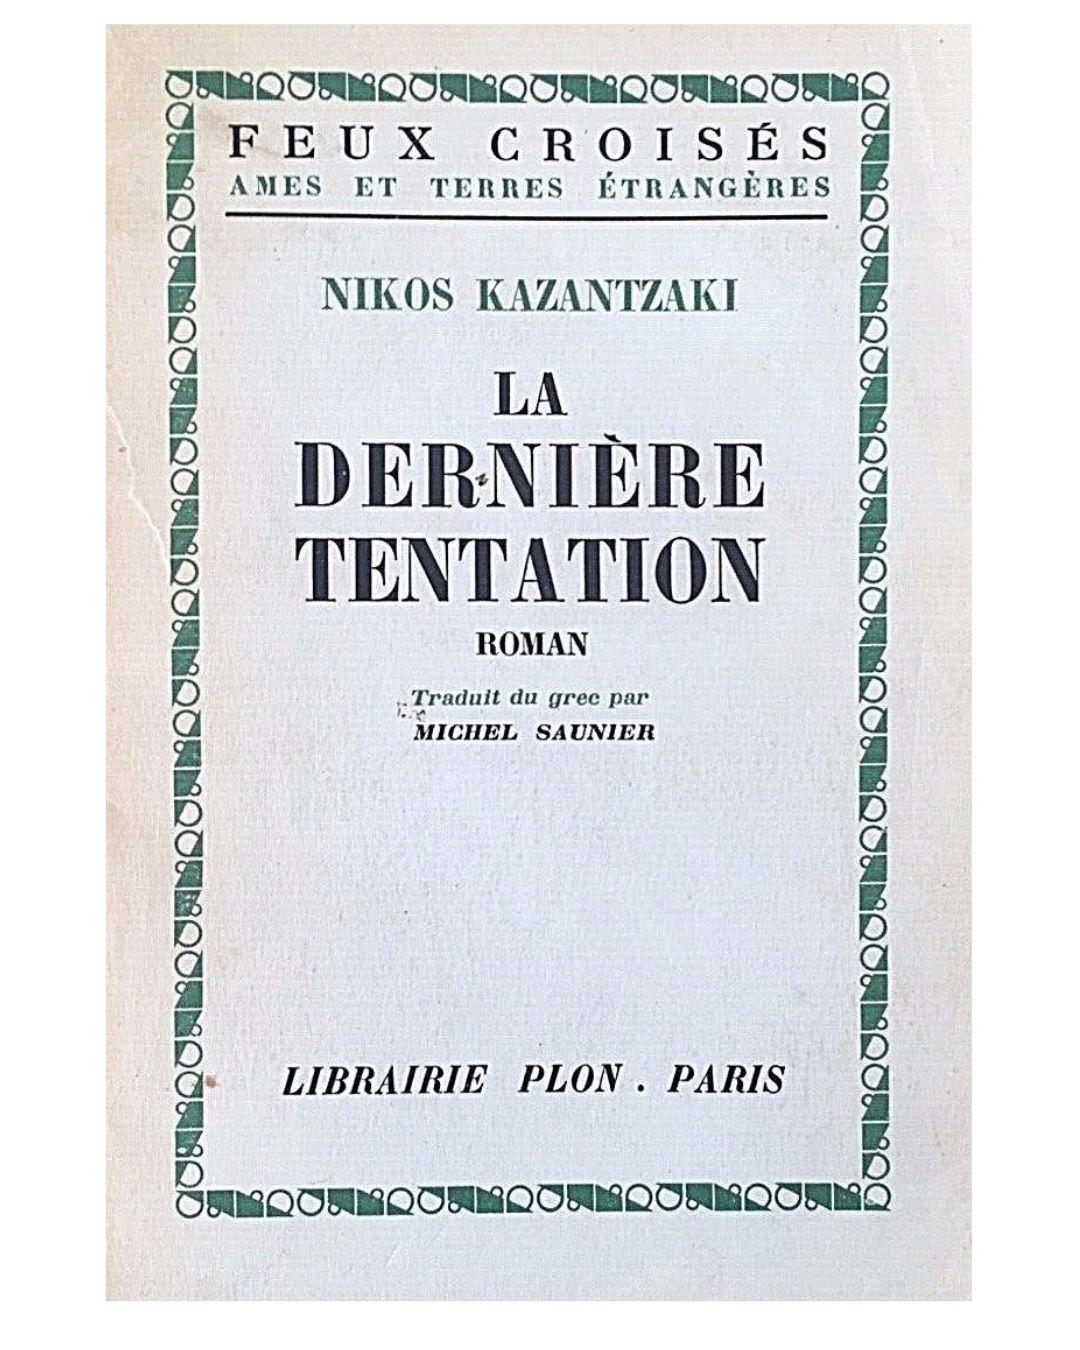 FEUX CROISÉS
AMES ET TERRES ÉTRANGÈRES
NIKOS KAZANTZAKI
LA
DERNIÈRE
TENTATION
ROMAN
Traduit du grec par
MICHEL SAUNIER
LIBRAIRIE PLON . PARIS